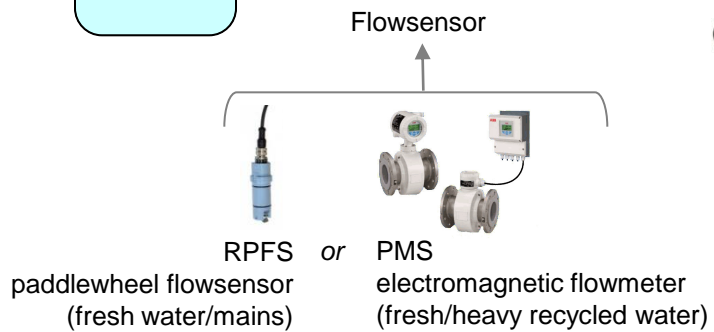 Flowsensor
RPFS or PMS
paddlewheel flowsensor
(fresh water/mains)
electromagnetic flowmeter
(fresh/heavy recycled water)